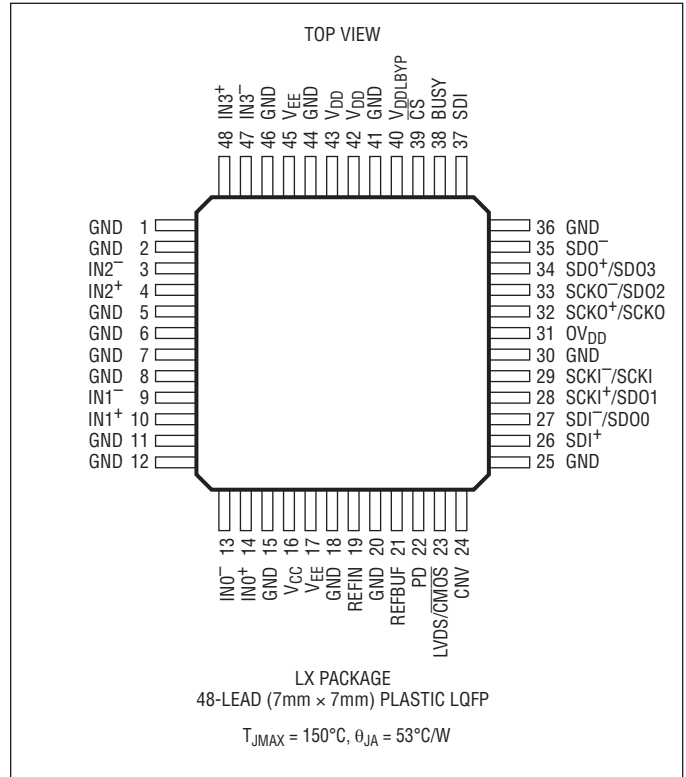 TOP VIEW
48 IN3+
47 IN3–
46 GND
45 VEE
44 GND
43 VDD
42 VDD
41 GND
40 VDDLBYP
39 CS
38 BUSY
37 SDI
GND 1
GND 2
IN2– 3
IN2+ 4
GND 5
GND 6
GND 7
GND 8
IN1– 9
IN1+ 10
GND 11
GND 12
36 GND
35 SDO–
34 SDO+/SDO3
33 SCKO–/SDO2
32 SCKO+/SCKO
31 OVDD
30 GND
29 SCKI–/SCKI
28 SCKI+/SDO1
27 SDI–/SDO0
26 SDI+
25 GND
IN0– 13
IN0+ 14
GND 15
VCC 16
VEE 17
GND 18
REFIN 19
GND 20
REFBUF 21
PD 22
LVDS/CMOS 23
CNV 24
LX PACKAGE
48-LEAD (7mm × 7mm) PLASTIC LQFP
TJMAX = 150°C, θJA = 53°C/W